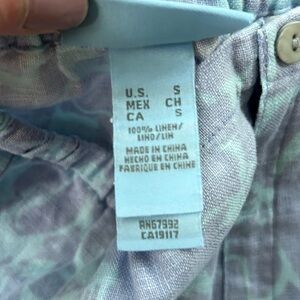 U.S. S
MEX CH
CA S
100% LINEN/
LINO/LIN
MADE IN CHINA
HECHO EN CHINA
FABRIQUE EN CHINE
RN67992
CA19117